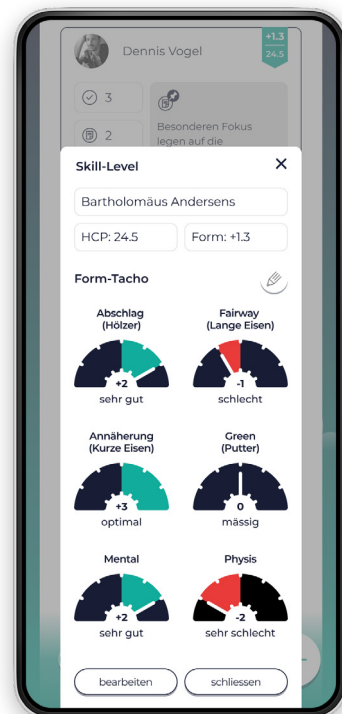 Dennis Vogel
+1.3
24.5
3
2
Besonderen Fokus
legen auf die
Skill-Level
Bartholomäus Andersens
HCP: 24.5
Form: +1.3
Form-Tacho
Abschlag
(Hölzer)
+2
sehr gut
Fairway
(Lange Eisen)
-1
schlecht
Annäherung
(Kurze Eisen)
+3
optimal
Green
(Putter)
0
mässig
Mental
+2
sehr gut
Physis
-2
sehr schlecht
bearbeiten
schliessen